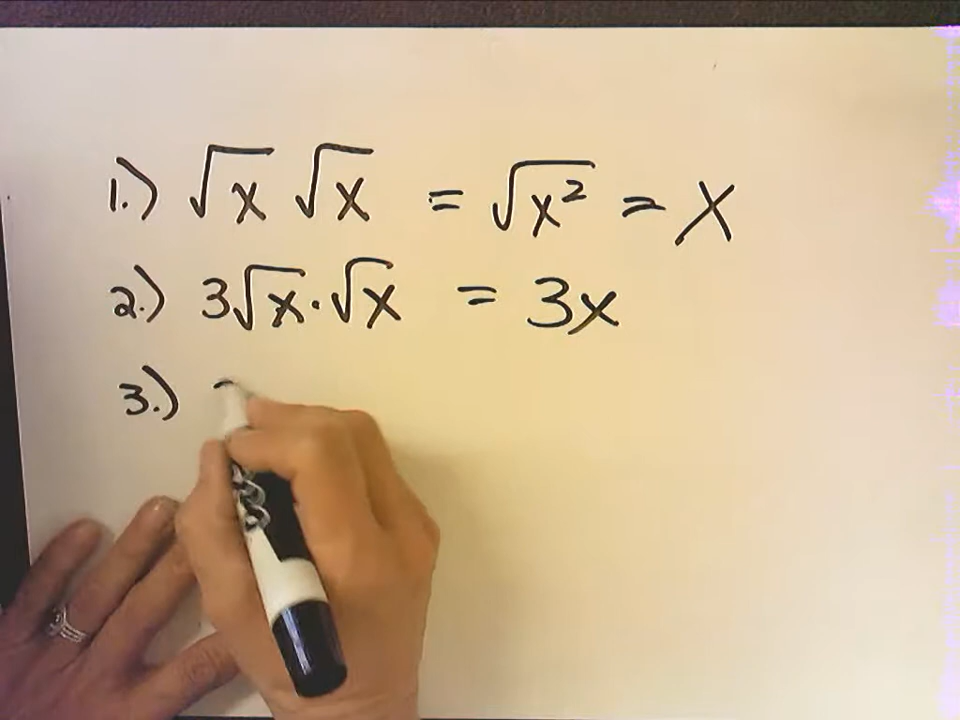 1.) √x √x = √x² = x
2.) 3√x · √x = 3x
3.)